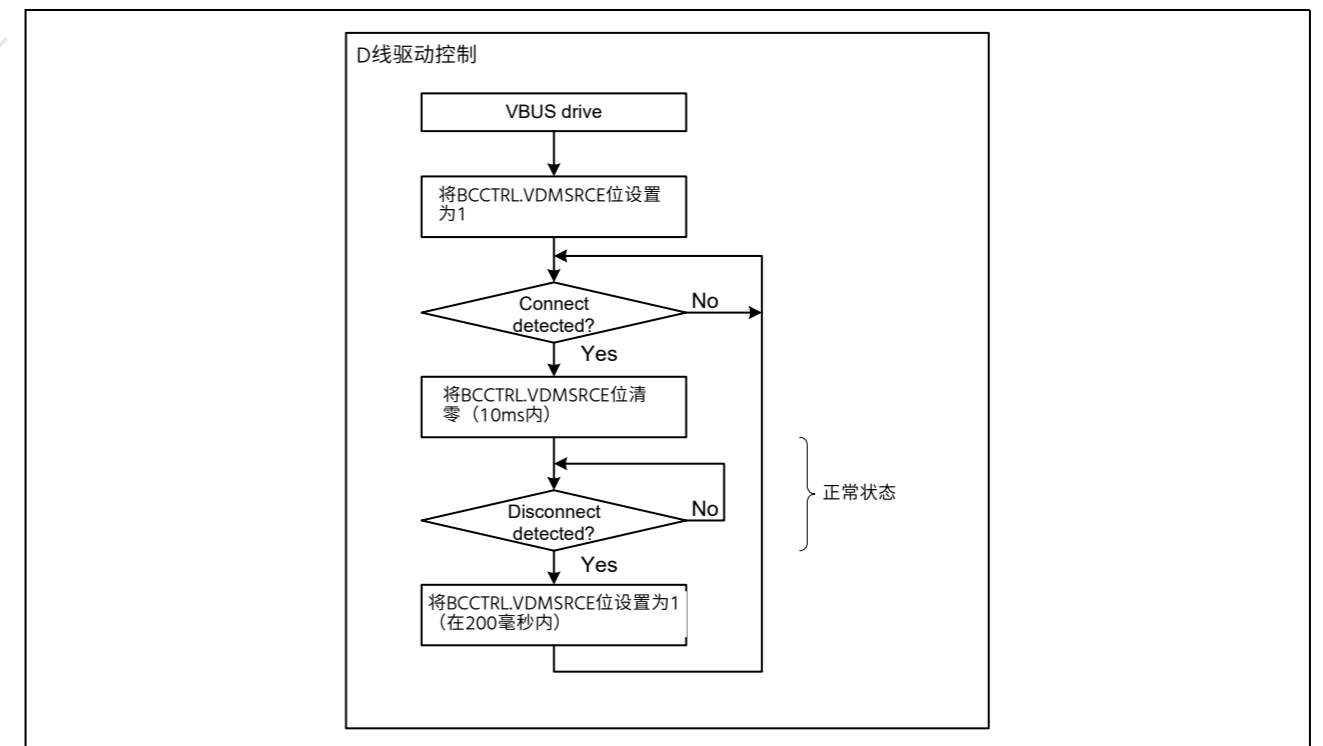 D线驱动控制
VBUS drive
将BCCTRL.VDMSRCE位设置
为1
Connect
detected?
No
Yes
将BCCTRL.VDMSRCE位清
零（10ms内）
Disconnect
detected?
No
正常状态
Yes
将BCCTRL.VDMSRCE位设置为1
（在200毫秒内）